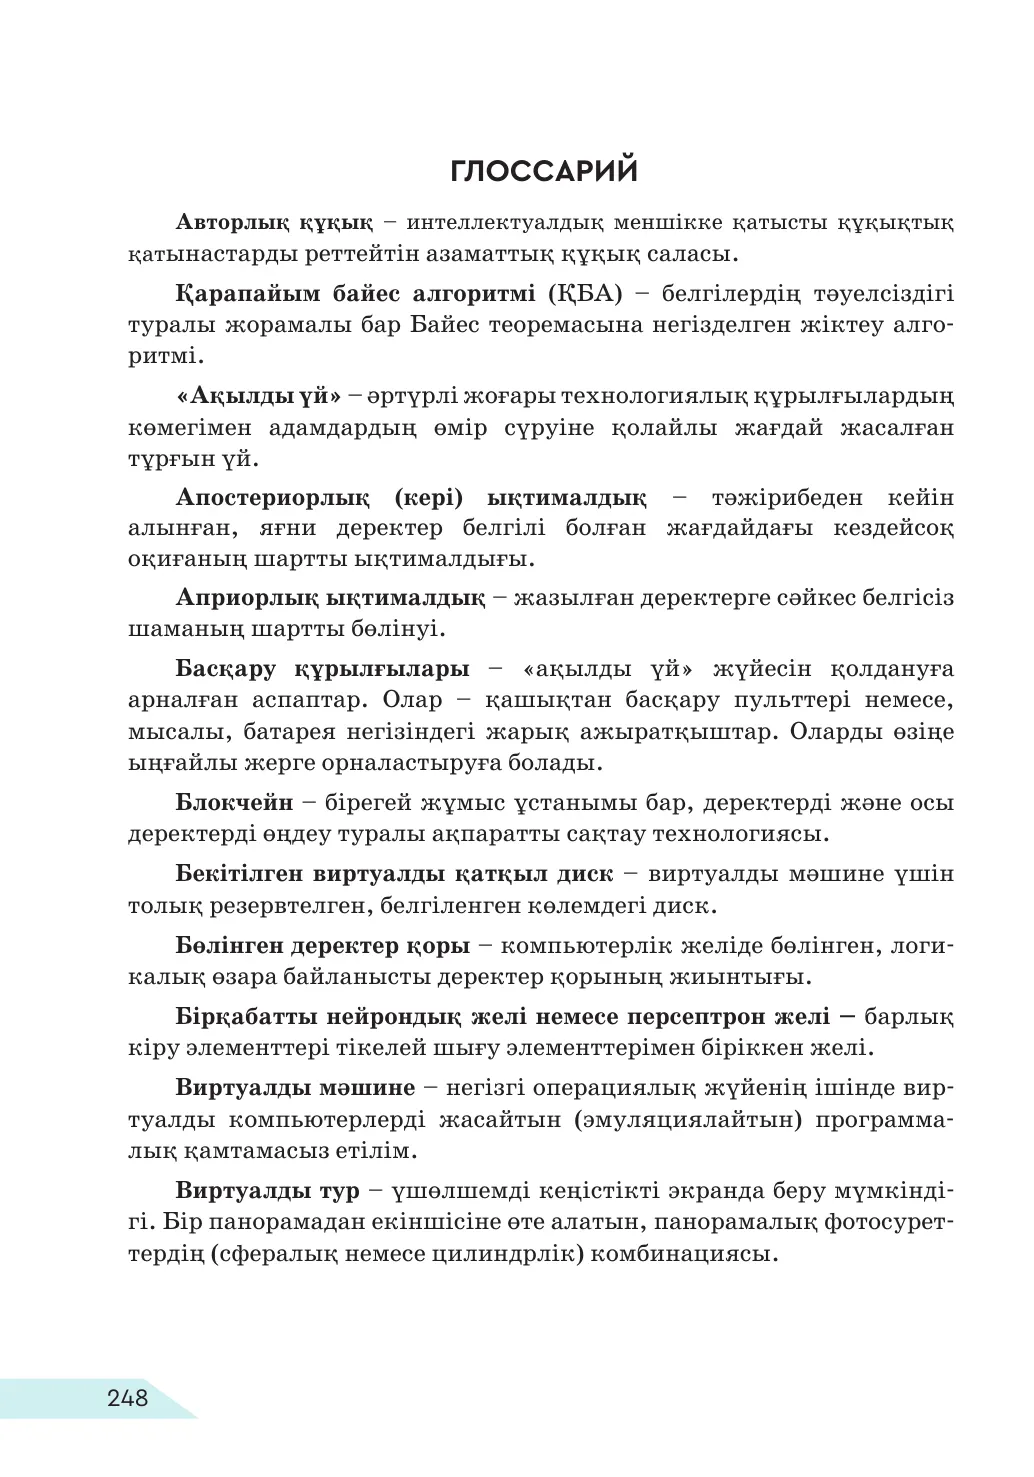 ГЛОССАРИЙ
Авторлық құқық – интеллектуалдық меншікке қатысты құқықтық
қатынастарды реттейтін азаматтық құқық саласы.
Қарапайым байес алгоритмі (ҚБА) – белгілердің тәуелсіздігі
туралы жорамалы бар Байес теоремасына негізделген жіктеу алго-
ритмі.
«Ақылды үй» – әртүрлі жоғары технологиялық құрылғылардың
көмегімен адамдардың өмір сүруіне қолайлы жағдай жасалған
тұрғын үй.
Апостериорлық (кері) ықтималдық – тәжірибеден кейін
алынған, яғни деректер белгілі болған жағдайдағы кездейсоқ
оқиғаның шартты ықтималдығы.
Априорлық ықтималдық – жазылған деректерге сәйкес белгісіз
шаманың шартты бөлінуі.
Басқару құрылғылары – «ақылды үй» жүйесін қолдануға
арналған аспаптар. Олар – қашықтан басқару пульттері немесе,
мысалы, батарея негізіндегі жарық ажыратқыштар. Оларды өзіңе
ыңғайлы жерге орналастыруға болады.
Блокчейн – бірегей жұмыс ұстанымы бар, деректерді және осы
деректерді өңдеу туралы ақпаратты сақтау технологиясы.
Бекітілген виртуалды қатқыл диск – виртуалды мәшине үшін
толық резервтелген, белгіленген көлемдегі диск.
Бөлінген деректер қоры – компьютерлік желіде бөлінген, логи-
калық өзара байланысты деректер қорының жиынтығы.
Бірқабатты нейрондық желі немесе персептрон желі – барлық
кіру элементтері тікелей шығу элементтерімен біріккен желі.
Виртуалды мәшине – негізгі операциялық жүйенің ішінде вир-
туалды компьютерлерді жасайтын (эмуляциялайтын) программа-
лық қамтамасыз етілім.
Виртуалды тур – үшөлшемді кеңістікті экранда беру мүмкінді-
гі. Бір панорамадан екіншісіне өте алатын, панорамалық фотосурет-
тердің (сфералық немесе цилиндрлік) комбинациясы.
248